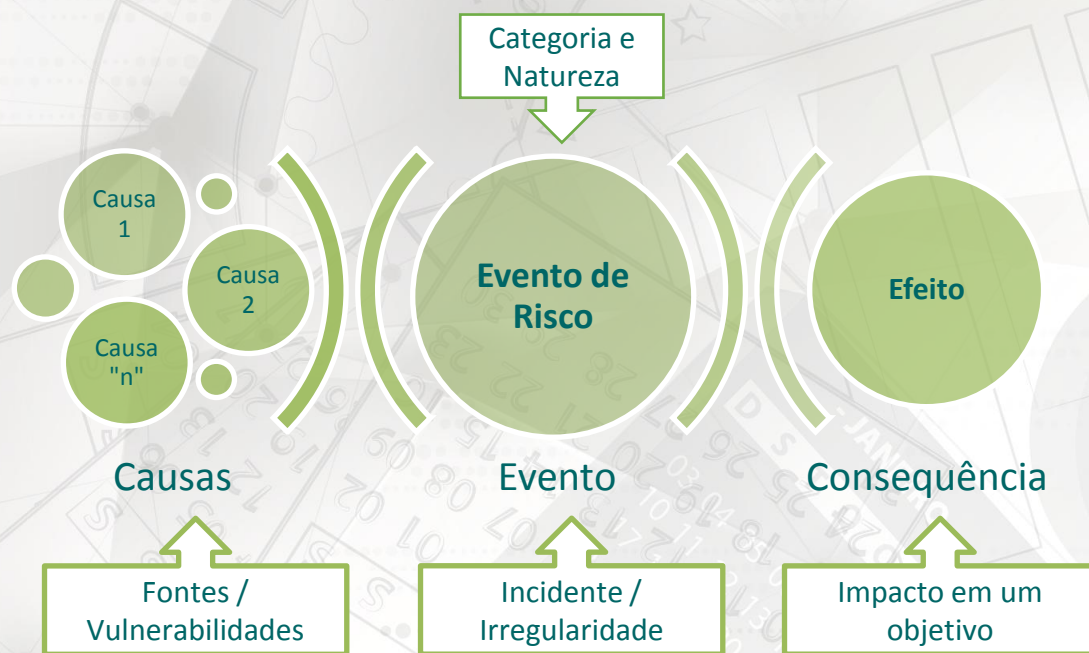 Categoria e
Natureza
Causa
1
Causa
2
Causa
"n"
Evento de
Risco
Efeito
Causas
Evento
Consequência
Fontes /
Vulnerabilidades
Incidente /
Irregularidade
Impacto em um
objetivo